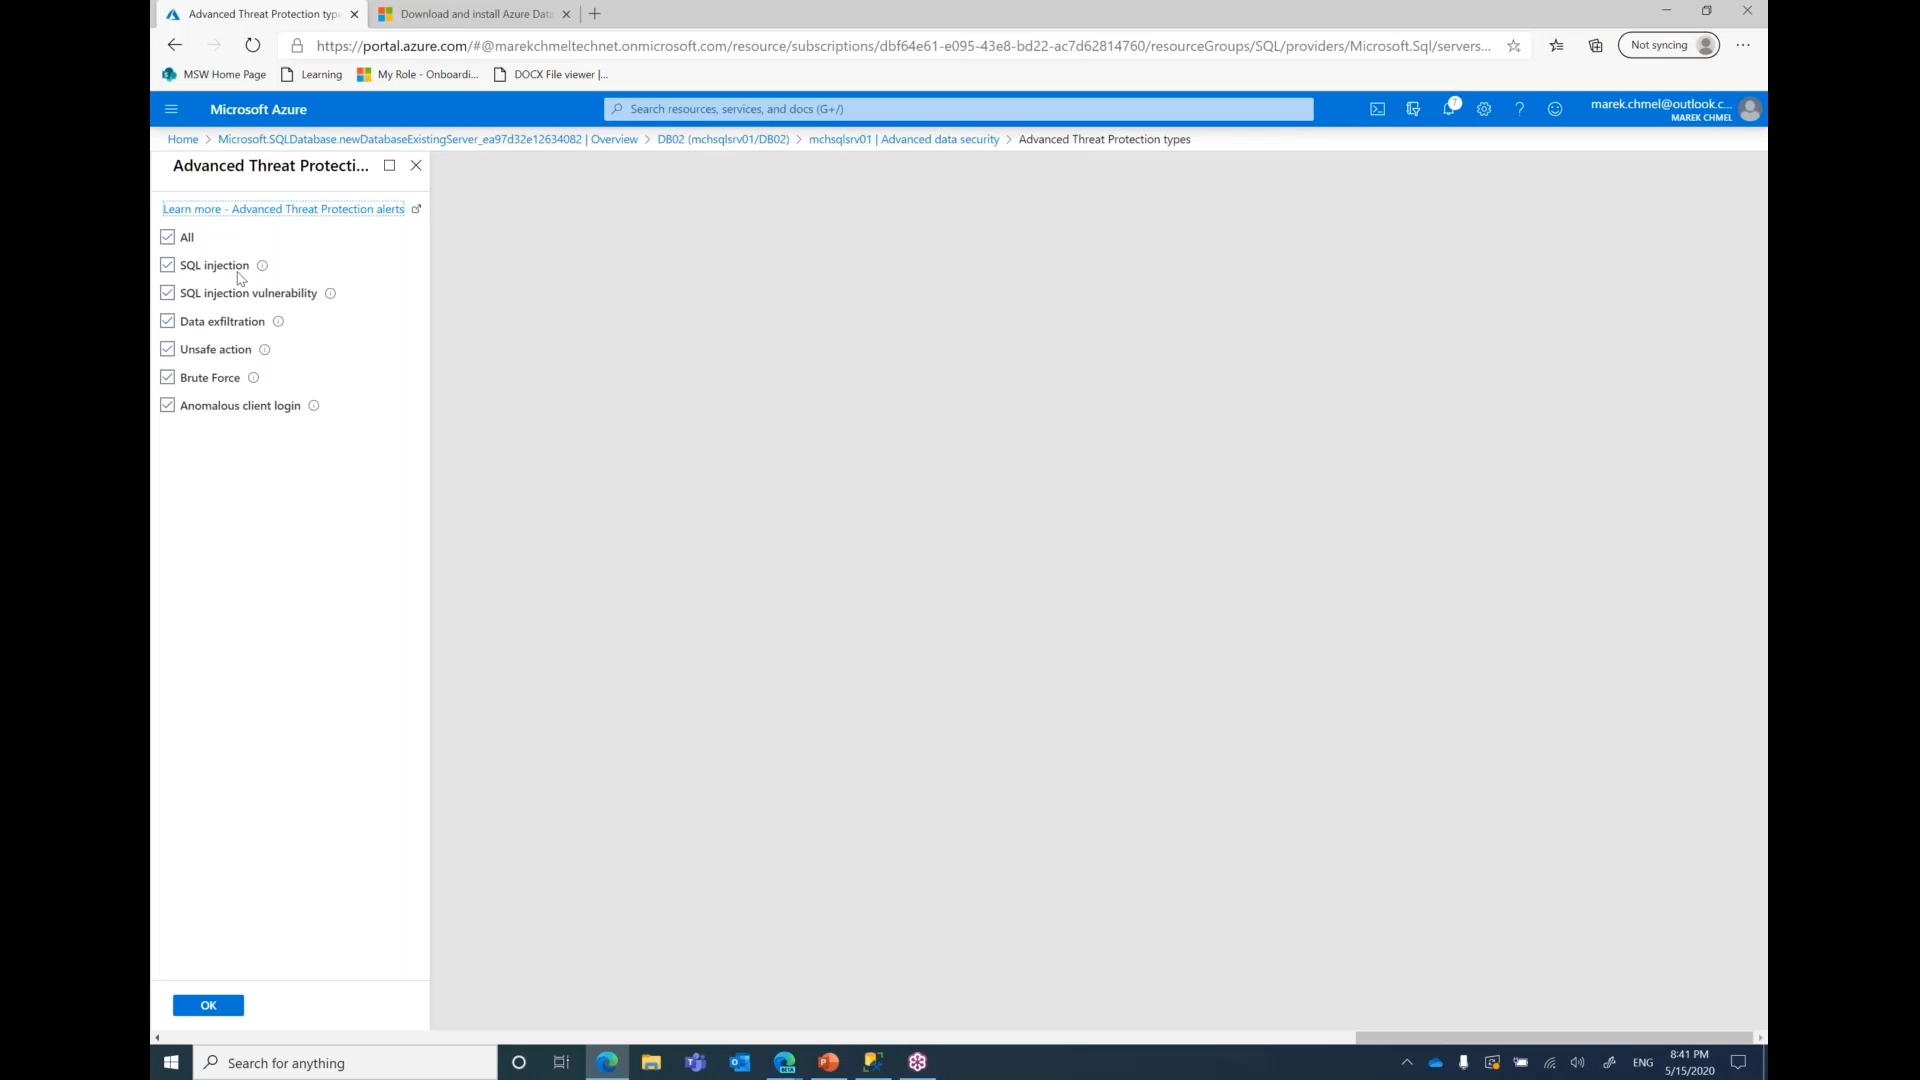 Advanced Threat Protection type
Download and install Azure Dat
https://portal.azure.com/#@marekchmeltechnet.onmicrosoft.com/resource/subscriptions/dbf64e61-e095-43e8-bd22-ac7d62814760/resourceGroups/SQL/providers/Microsoft.Sql/servers...
Not syncing
MSW Home Page
Learning
My Role - Onboardi...
DOCX File viewer |...
Microsoft Azure
Search resources, services, and docs (G+/)
7
marek.chmel@outlook.c...
MAREK CHMEL
Home > Microsoft.SQLDatabase.newDatabaseExistingServer_ea97d32e12634082 | Overview > DB02 (mchsqlsrv01/DB02) > mchsqlsrv01 | Advanced data security > Advanced Threat Protection types
Advanced Threat Protecti...
Learn more - Advanced Threat Protection alerts
All
SQL injection
SQL injection vulnerability
Data exfiltration
Unsafe action
Brute Force
Anomalous client login
OK
Search for anything
BETA
ENG
8:41 PM
5/15/2020